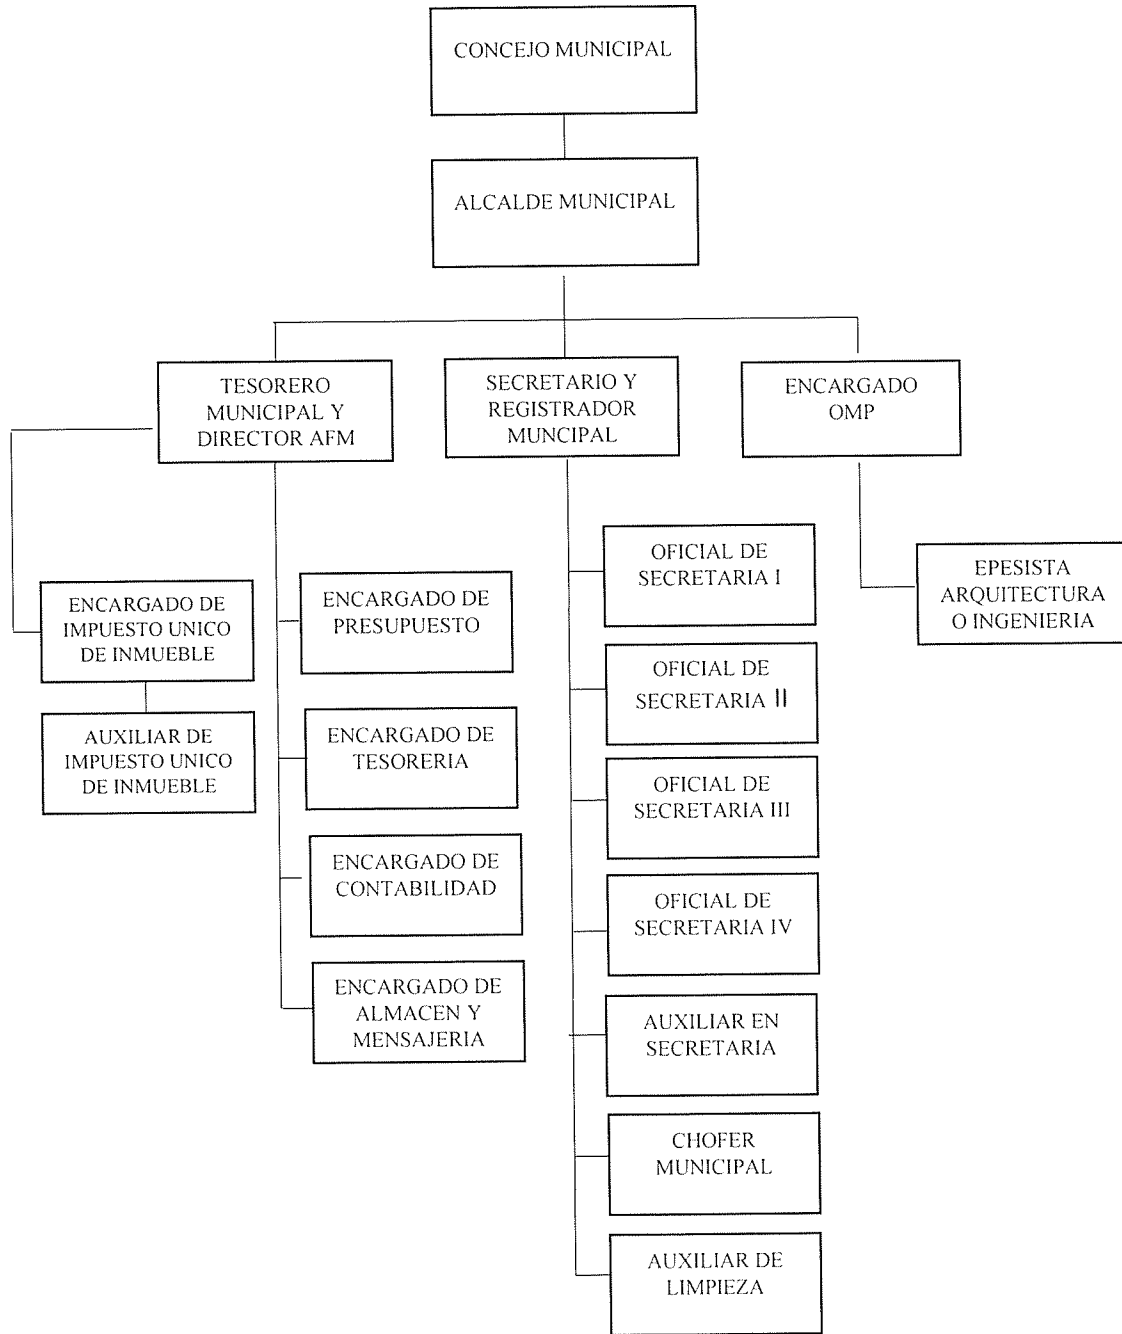 CONCEJO MUNICIPAL
ALCALDE MUNICIPAL
TESORERO
MUNICIPAL Y
DIRECTOR AFM
SECRETARIO Y
REGISTRADOR
MUNCIPAL
ENCARGADO
OMP
ENCARGADO DE
IMPUESTO UNICO
DE INMUEBLE
AUXILIAR DE
IMPUESTO UNICO
DE INMUEBLE
ENCARGADO DE
PRESUPUESTO
ENCARGADO DE
TESORERIA
ENCARGADO DE
CONTABILIDAD
ENCARGADO DE
ALMACEN Y
MENSAJERIA
OFICIAL DE
SECRETARIA I
OFICIAL DE
SECRETARIA II
OFICIAL DE
SECRETARIA III
OFICIAL DE
SECRETARIA IV
AUXILIAR EN
SECRETARIA
CHOFER
MUNICIPAL
AUXILIAR DE
LIMPIEZA
EPESISTA
ARQUITECTURA
O INGENIERIA